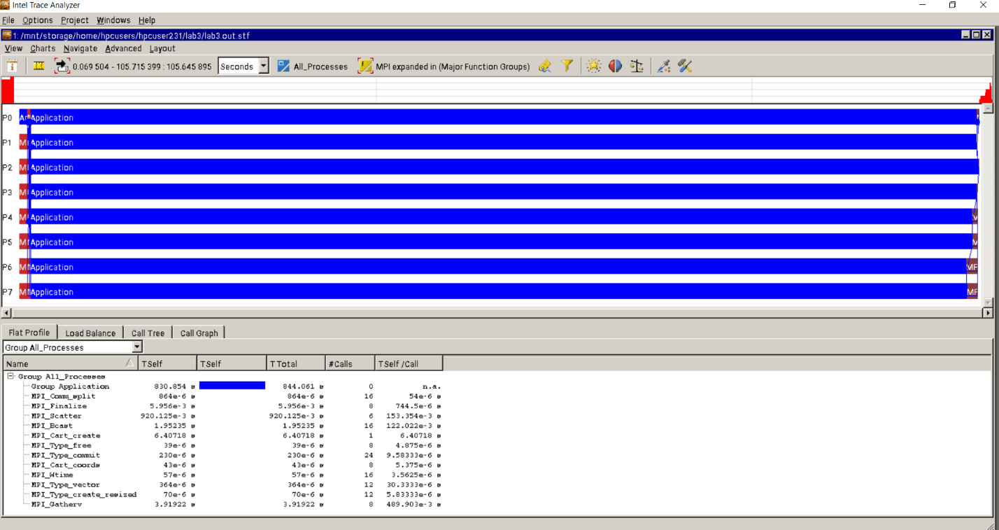 Intel Trace Analyzer
File Options Project Windows Help
1: /mnt/storage/home/hpcusers/hpcuser231/lab3/lab3.out.stf
View Charts Navigate Advanced Layout
0.069 504 - 105.715 399 : 105.645 895 Seconds All_Processes MPI expanded in (Major Function Groups)
P0 Application
P1 Application
P2 Application
P3 Application
P4 Application
P5 Application
P6 Application MF
P7 Application MF
Flat Profile Load Balance Call Tree Call Graph
Group All_Processes
Name TSelf TSelf TTotal #Calls TSelf /Call
Group All_Processes
Group Application 830.854 s 844.061 s 0 n.a.
MPI_Comm_split 864e-6 s 864e-6 s 16 54e-6 s
MPI_Finalize 5.956e-3 s 5.956e-3 s 8 744.5e-6 s
MPI_Scatter 920.125e-3 s 920.125e-3 s 6 153.354e-3 s
MPI_Bcast 1.95235 s 1.95235 s 16 122.022e-3 s
MPI_Cart_create 6.40718 s 6.40718 s 1 6.40718 s
MPI_Type_free 39e-6 s 39e-6 s 8 4.875e-6 s
MPI_Type_commit 230e-6 s 230e-6 s 24 9.58333e-6 s
MPI_Cart_coords 43e-6 s 43e-6 s 8 5.375e-6 s
MPI_Wtime 57e-6 s 57e-6 s 16 3.5625e-6 s
MPI_Type_vector 364e-6 s 364e-6 s 12 30.3333e-6 s
MPI_Type_create_resized 70e-6 s 70e-6 s 12 5.83333e-6 s
MPI_Gatherv 3.91922 s 3.91922 s 8 489.903e-3 s